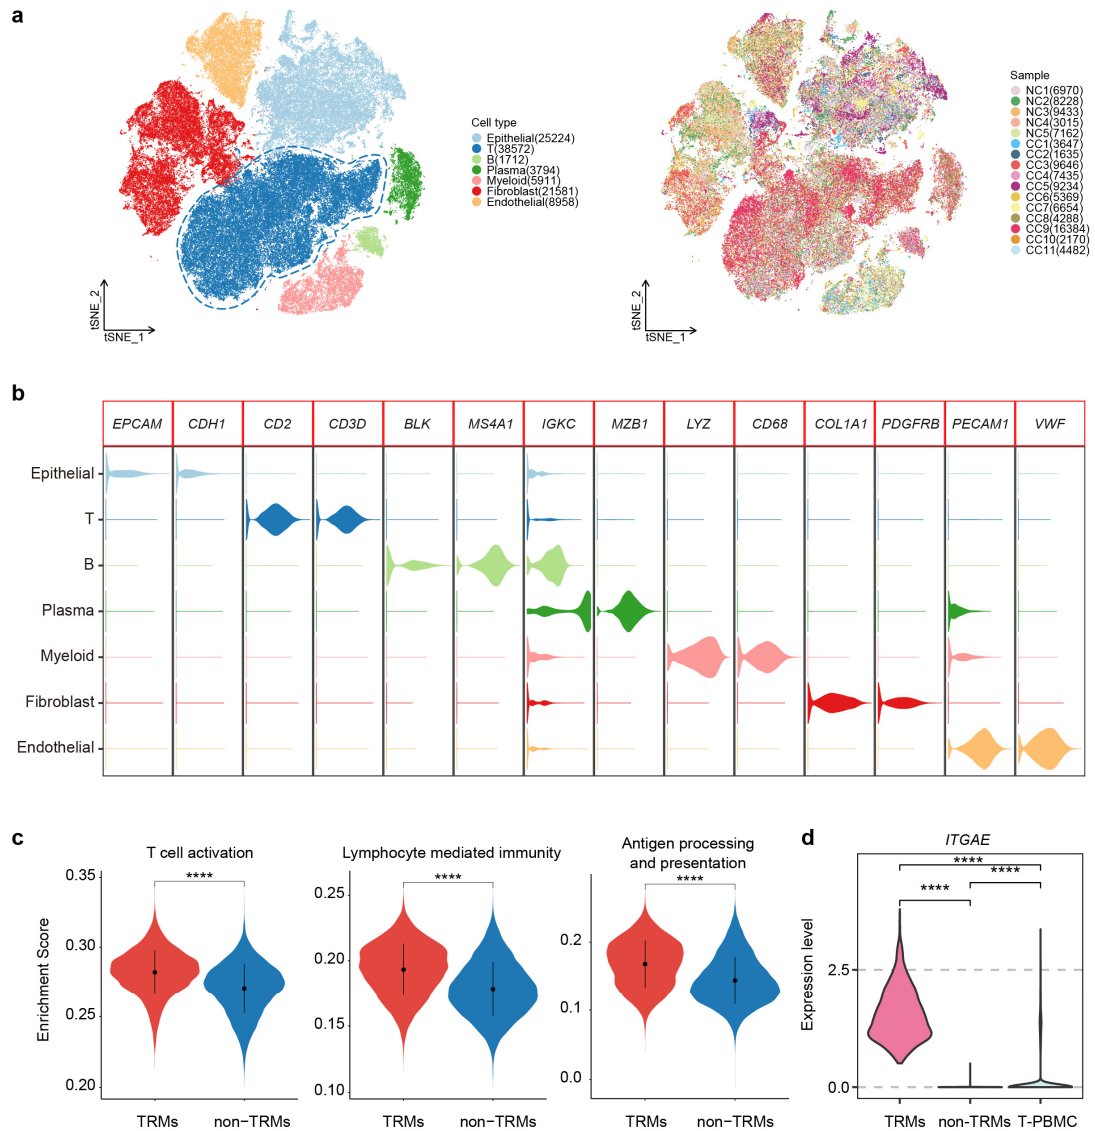 a
Cell type
Epithelial(25224)
T(38572)
B(1712)
Plasma(3794)
Myeloid(5911)
Fibroblast(21581)
Endothelial(8958)
tSNE_2
tSNE_1
Sample
NC1(6970)
NC2(8228)
NC3(9433)
NC4(3015)
NC5(7162)
CC1(3647)
CC2(1635)
CC3(9646)
CC4(7435)
CC5(9234)
CC6(5369)
CC7(6654)
CC8(4288)
CC9(16384)
CC10(2170)
CC11(4482)
tSNE_2
tSNE_1
b
EPCAM CDH1 CD2 CD3D BLK MS4A1 IGKC MZB1 LYZ CD68 COL1A1 PDGFRB PECAM1 VWF
Epithelial
T
B
Plasma
Myeloid
Fibroblast
Endothelial
c
T cell activation
****
Enrichment Score
0.35
0.30
0.25
0.20
TRMs non−TRMs
Lymphocyte mediated immunity
****
0.25
0.20
0.15
0.10
TRMs non−TRMs
Antigen processing
and presentation
****
0.2
0.1
0.0
TRMs non−TRMs
d
ITGAE
****
****
****
Expression level
2.5
0.0
TRMs non-TRMs T-PBMC